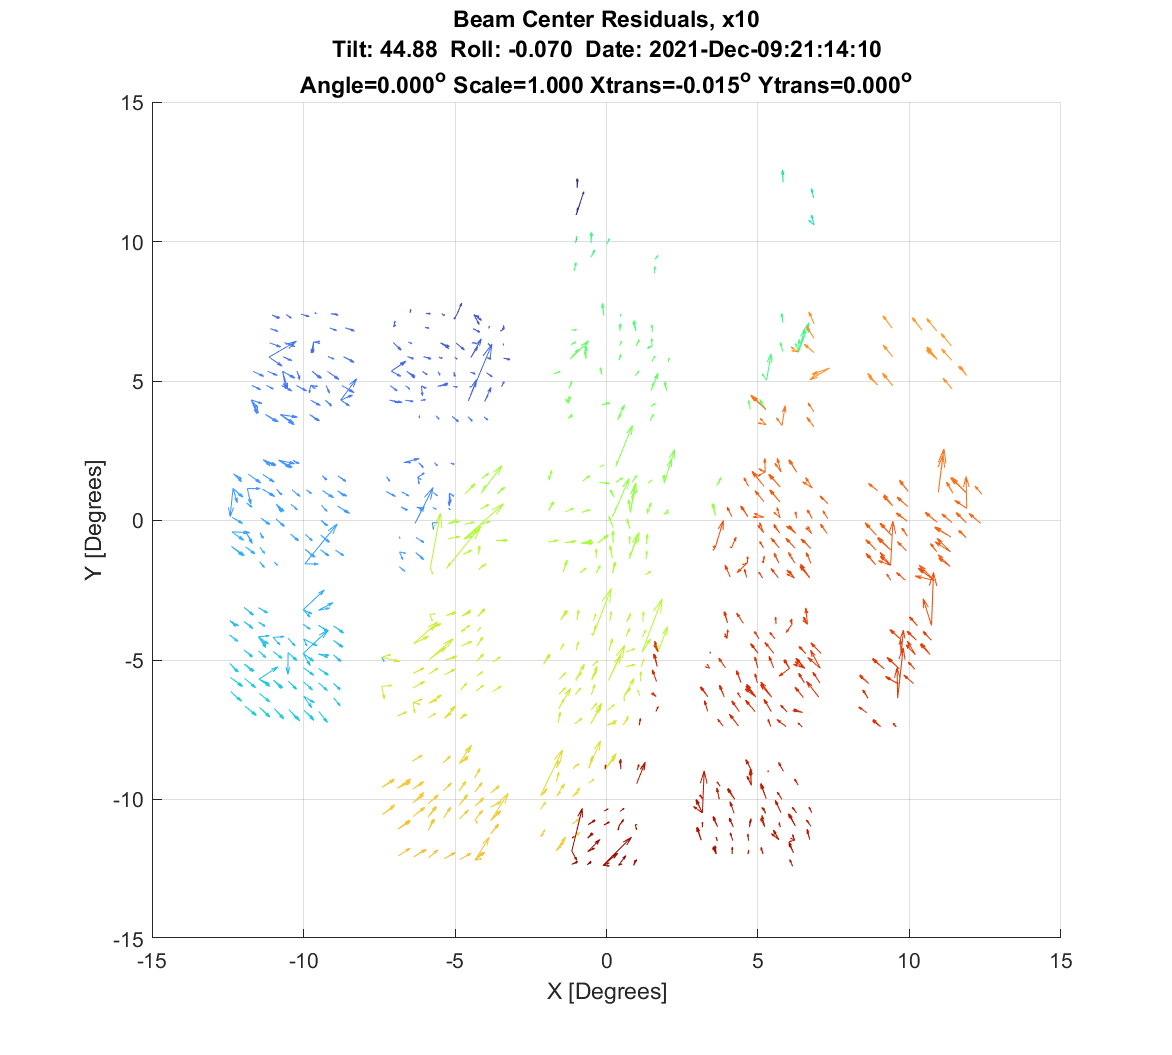 Beam Center Residuals, x10
Tilt: 44.88 Roll: -0.070 Date: 2021-Dec-09:21:14:10
Angle=0.000° Scale=1.000 Xtrans=-0.015° Ytrans=0.000°
15
10
5
0
-5
-10
-15
Y [Degrees]
-15 -10 -5 0 5 10 15
X [Degrees]